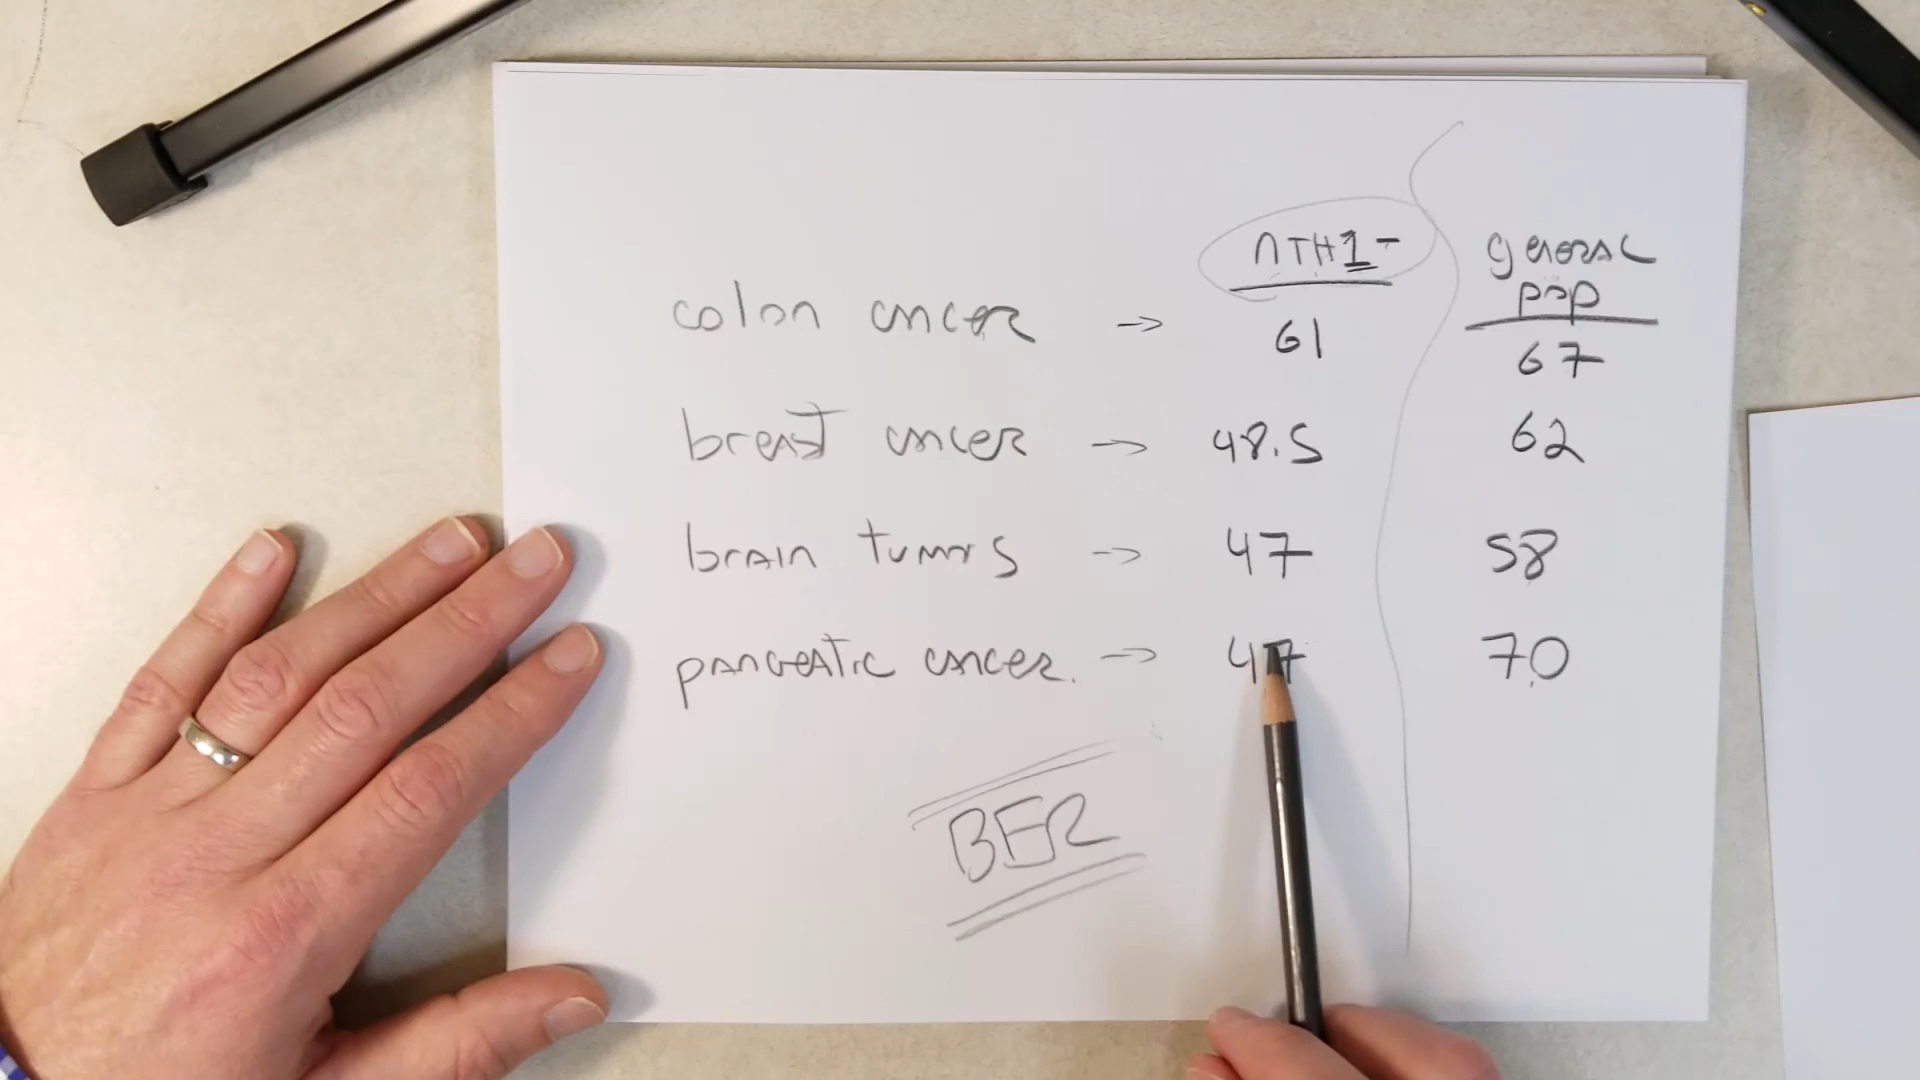 NTH1- general
pop
colon cancer → 61 67
breast cancer → 48.5 62
brain tumors → 47 58
pancreatic cancer. → 47 70
BER